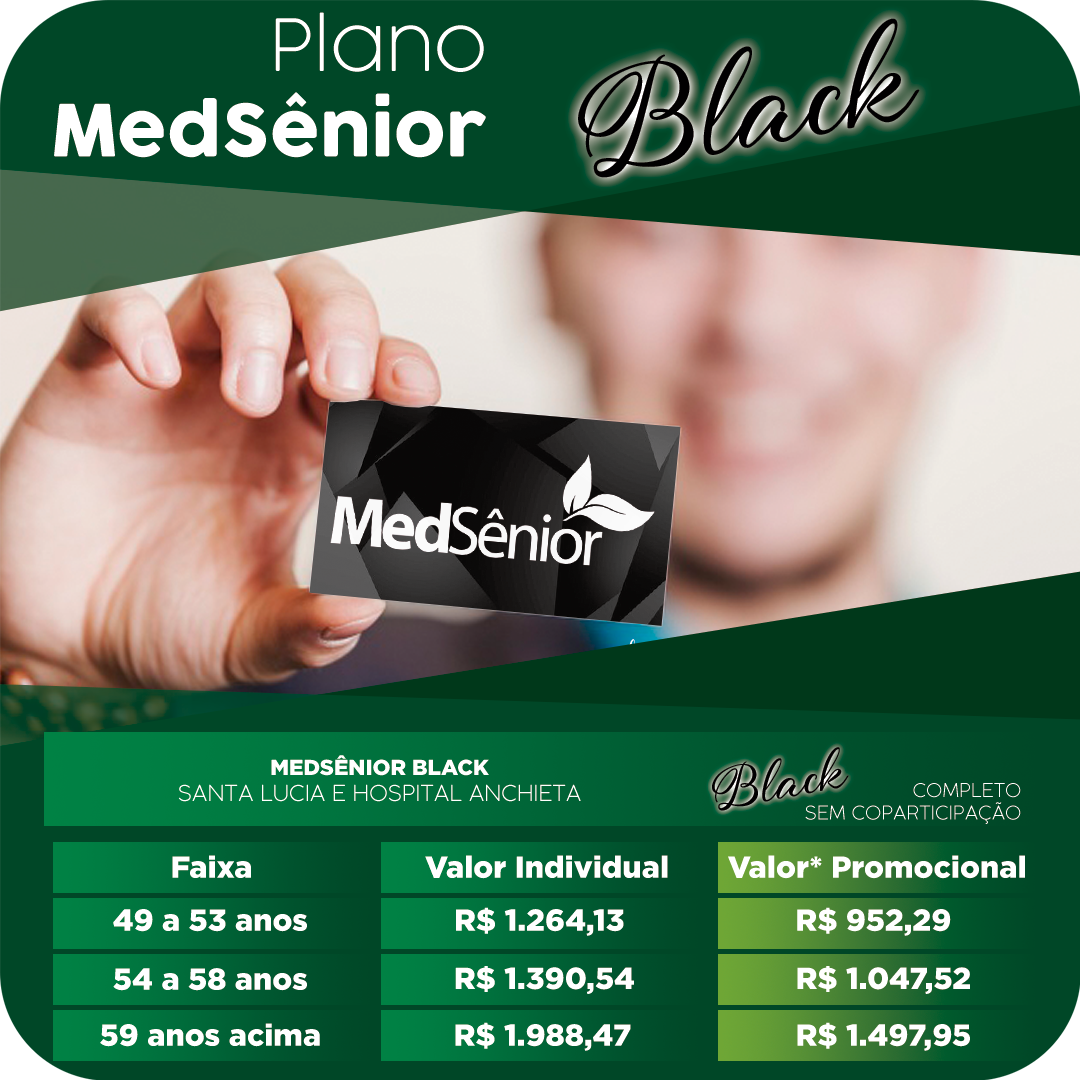 Plano
MedSênior
Black
MedSênior
MEDSÊNIOR BLACK
SANTA LUCIA E HOSPITAL ANCHIETA
Black
COMPLETO
SEM COPARTICIPAÇÃO
Faixa Valor Individual Valor* Promocional
49 a 53 anos R$ 1.264,13 R$ 952,29
54 a 58 anos R$ 1.390,54 R$ 1.047,52
59 anos acima R$ 1.988,47 R$ 1.497,95